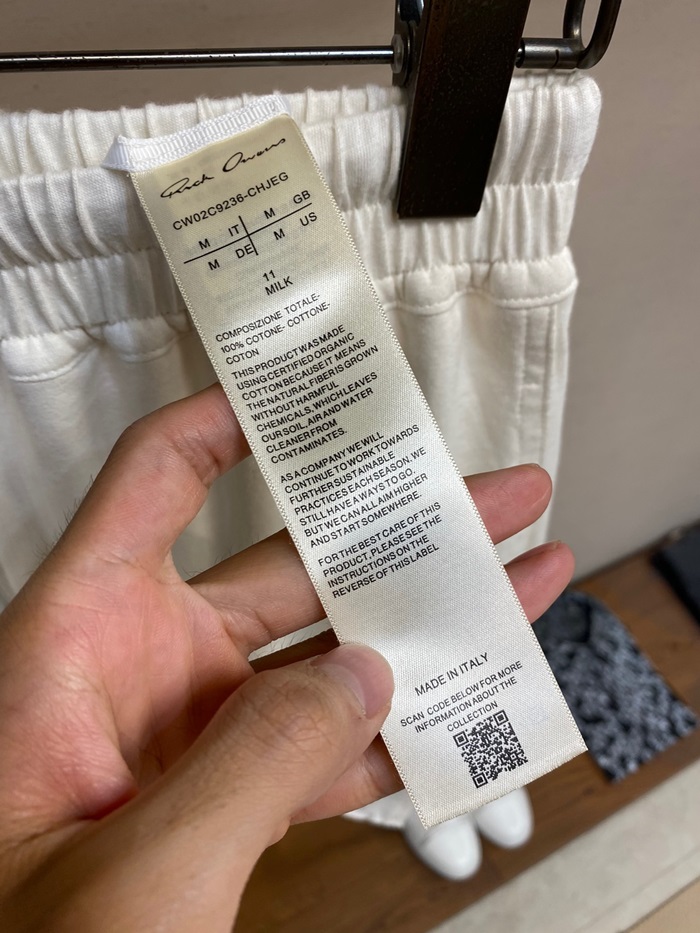 Rick Owens
CW02C9236-CHJEG
M IT M GB
M DE M US
11
MILK
COMPOSIZIONE TOTALE-
100% COTONE- COTTONE-
COTON
THIS PRODUCT WAS MADE
USING CERTIFIED ORGANIC
COTTON BECAUSE IT MEANS
THE NATURAL FIBER IS GROWN
WITHOUT HARMFUL
CHEMICALS, WHICH LEAVES
OUR SOIL, AIR AND WATER
CLEANER FROM
CONTAMINATES.
AS A COMPANY WE WILL
CONTINUE TO WORK TOWARDS
FURTHER SUSTAINABLE
PRACTICES EACH SEASON. WE
STILL HAVE A WAYS TO GO.
BUT WE CAN ALL AIM HIGHER
AND START SOMEWHERE.
FOR THE BEST CARE OF THIS
PRODUCT, PLEASE SEE THE
INSTRUCTIONS ON THE
REVERSE OF THIS LABEL
MADE IN ITALY
SCAN CODE BELOW FOR MORE
INFORMATION ABOUT THE
COLLECTION